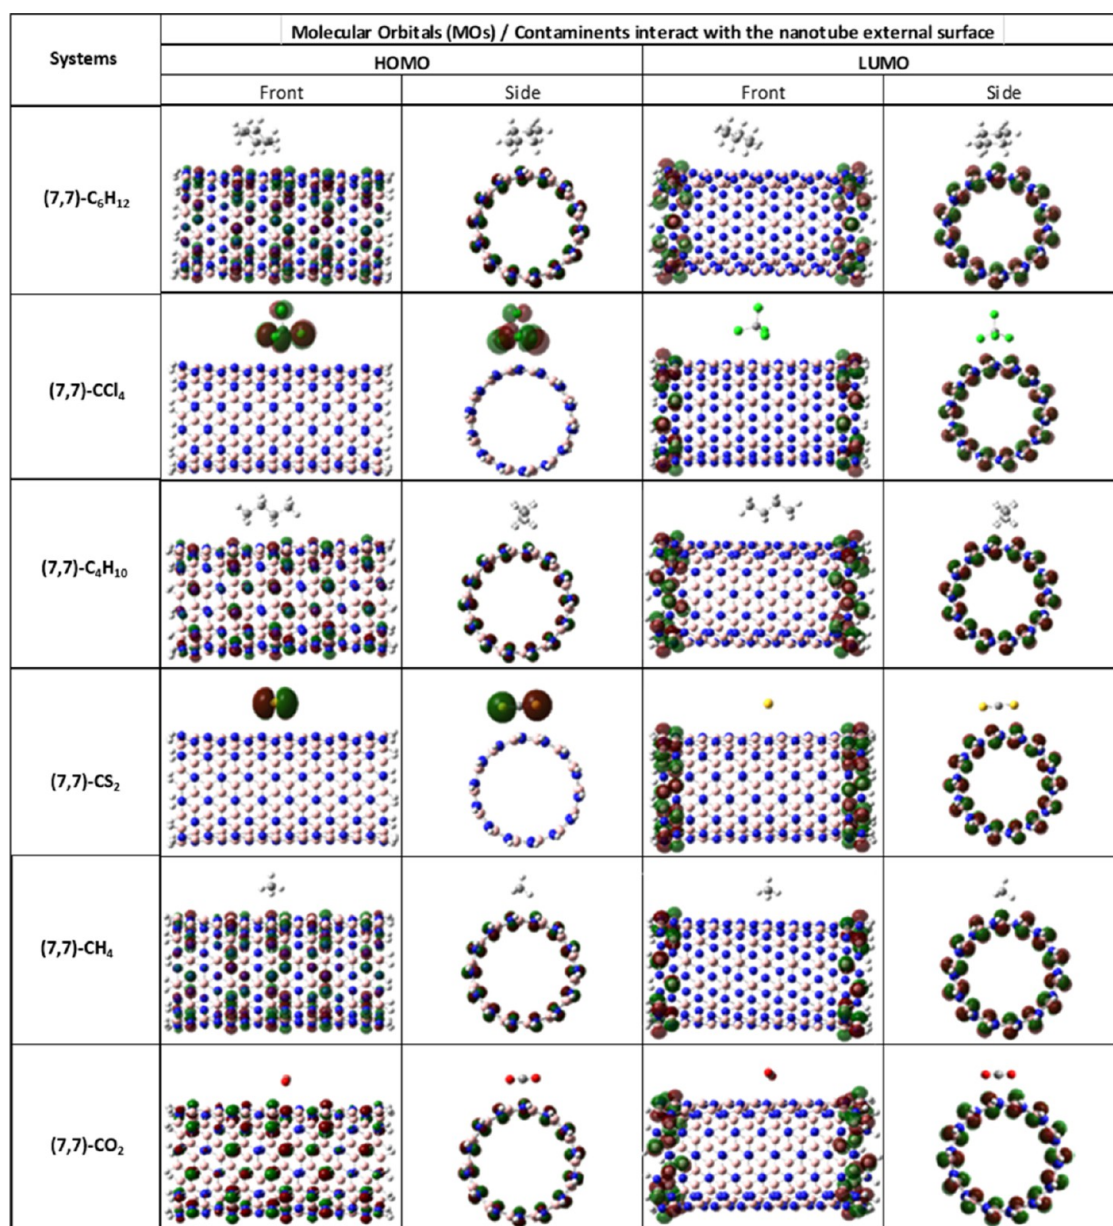 Systems
Molecular Orbitals (MOs) / Contaminents interact with the nanotube external surface
HOMO LUMO
Front Side Front Side
(7,7)-C₆H₁₂
(7,7)-CCl₄
(7,7)-C₄H₁₀
(7,7)-CS₂
(7,7)-CH₄
(7,7)-CO₂